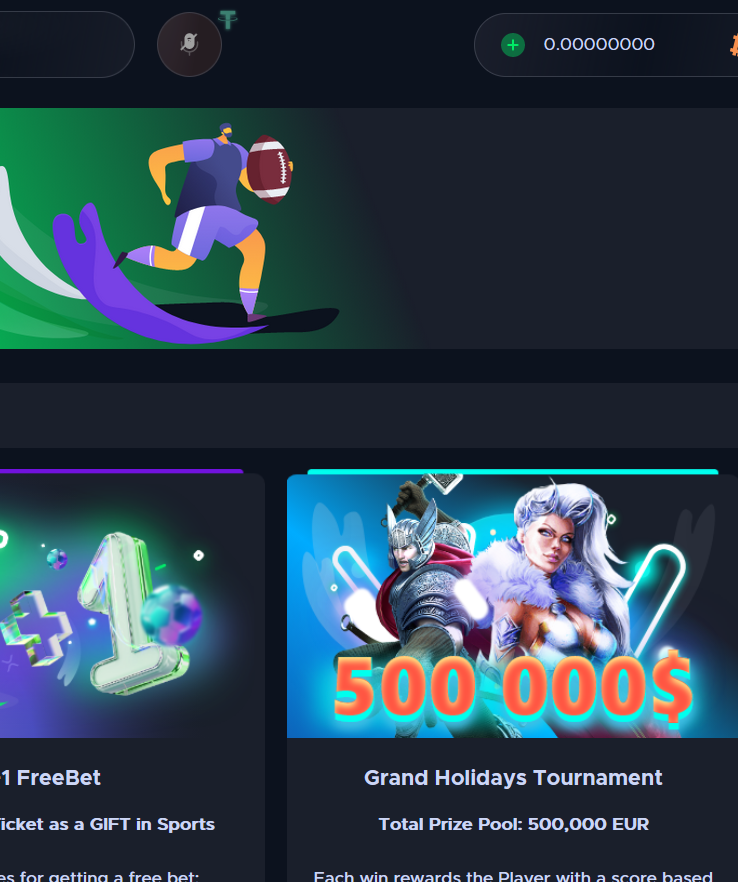 0.00000000
1
500 000$
1 FreeBet
Grand Holidays Tournament
icket as a GIFT in Sports
Total Prize Pool: 500,000 EUR
es for getting a free bet:
Each win rewards the Player with a score based